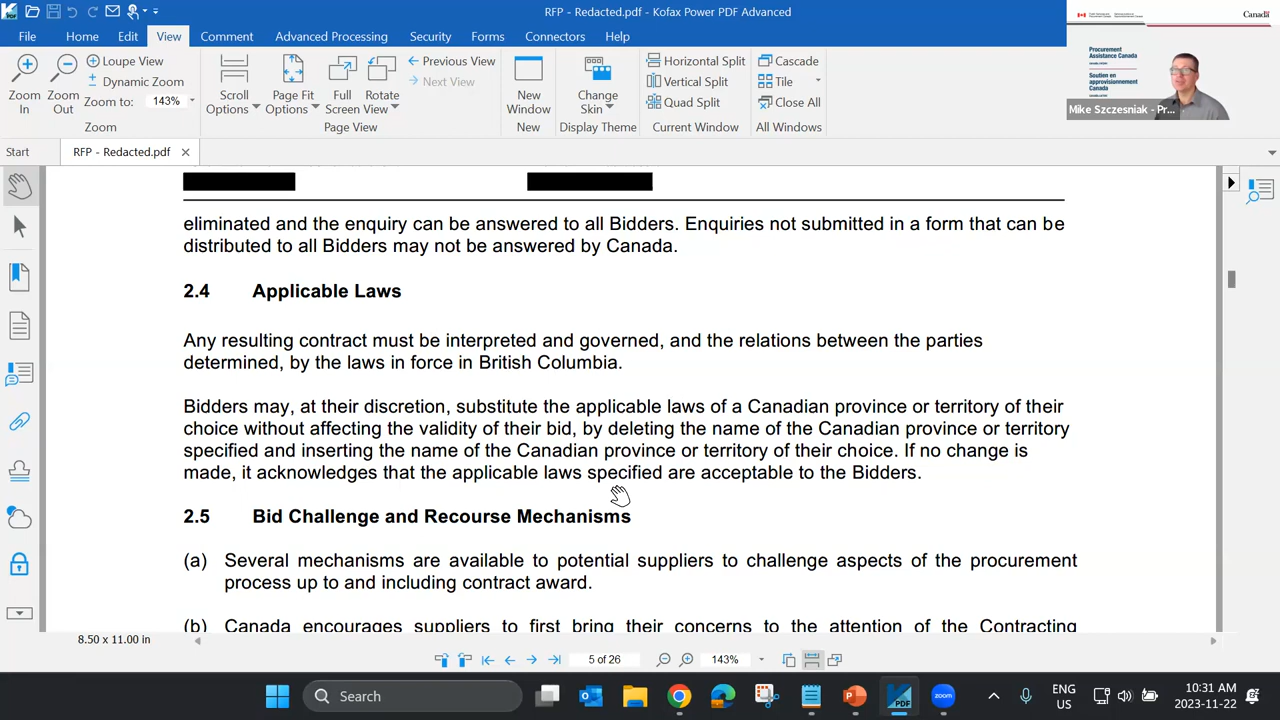 RFP - Redacted.pdf - Kofax Power PDF Advanced
File Home Edit View Comment Advanced Processing Security Forms Connectors Help
Zoom In
Zoom Out
Loupe View
Dynamic Zoom
Zoom to: 143%
Zoom
Scroll Options
Page Fit Options
Full Screen
Rotate View
Previous View
Next View
Page View
New Window
New
Change Skin
Display Theme
Horizontal Split
Vertical Split
Quad Split
Current Window
Cascade
Tile
Close All
All Windows
Canada
Procurement
Assistance Canada
Soutien en
approvisionnement
Canada
Mike Szczesniak - Pr...
Start RFP - Redacted.pdf
eliminated and the enquiry can be answered to all Bidders. Enquiries not submitted in a form that can be
distributed to all Bidders may not be answered by Canada.
2.4 Applicable Laws
Any resulting contract must be interpreted and governed, and the relations between the parties
determined, by the laws in force in British Columbia.
Bidders may, at their discretion, substitute the applicable laws of a Canadian province or territory of their
choice without affecting the validity of their bid, by deleting the name of the Canadian province or territory
specified and inserting the name of the Canadian province or territory of their choice. If no change is
made, it acknowledges that the applicable laws specified are acceptable to the Bidders.
2.5 Bid Challenge and Recourse Mechanisms
(a) Several mechanisms are available to potential suppliers to challenge aspects of the procurement
process up to and including contract award.
(b) Canada encourages suppliers to first bring their concerns to the attention of the Contracting
8.50 x 11.00 in
5 of 26
143%
Search
PDF
zoom
ENG
US
10:31 AM
2023-11-22